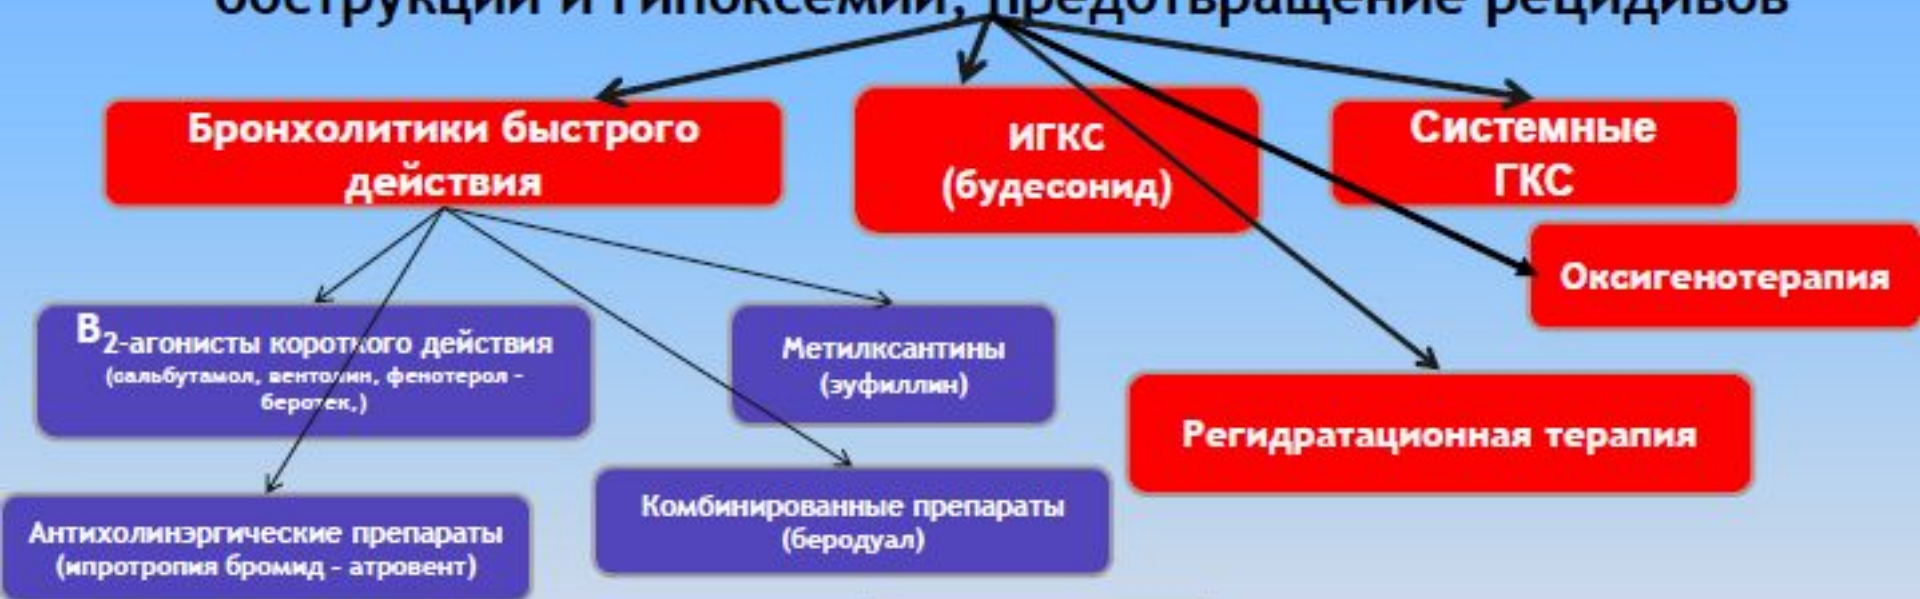 обструкции и гипоксемии, предотвращение рецидивов
Бронхолитики быстрого
действия
ИГКС
(будесонид)
Системные
ГКС
Оксигенотерапия
B2-агонисты короткого действия
(сальбутамол, вентолин, фенотерол –
беротек,)
Метилксантины
(эуфиллин)
Регидратационная терапия
Антихолинэргические препараты
(ипротропия бромид – атровент)
Комбинированные препараты
(беродуал)